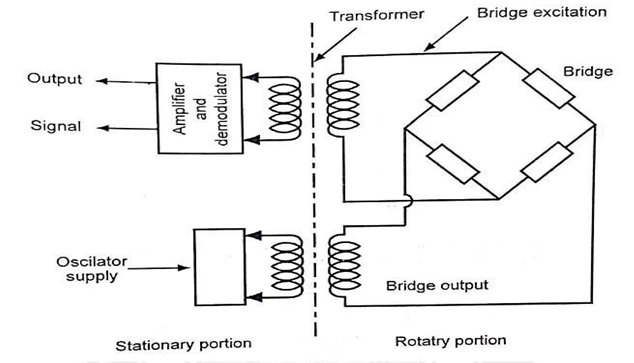 Transformer
Bridge excitation
Bridge
Output
Signal
Amplifier
and
demodulator
Oscilator
supply
Bridge output
Stationary portion
Rotatry portion